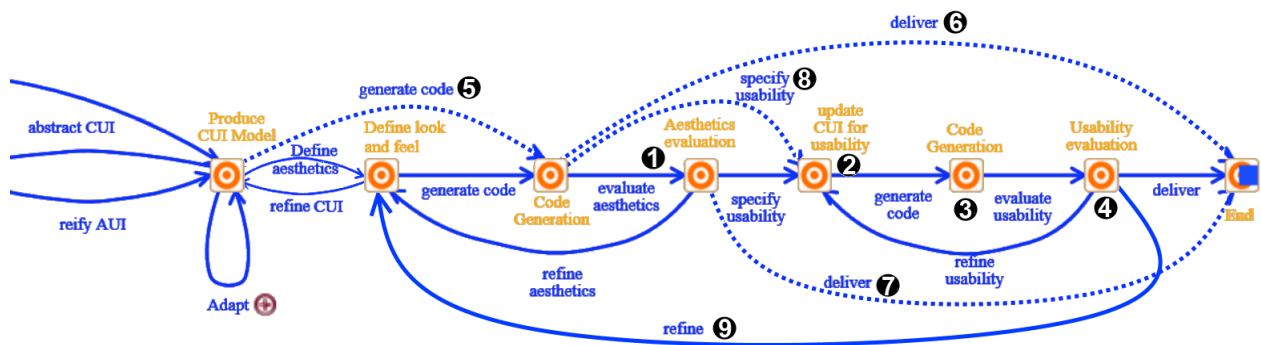 deliver 6
generate code 5
specify 8
usability
abstract CUI
Produce
CUI Model
Define look
and feel
Aesthetics
evaluation
update
CUI for
usability
Code
Generation
Usability
evaluation
Define
aesthetics
refine CUI
generate code
Code
Generation
1
evaluate
aesthetics
specify
usability
2
generate
code
3
evaluate
usability
4
deliver
End
reify AUI
refine
aesthetics
refine
usability
deliver 7
Adapt
refine 9